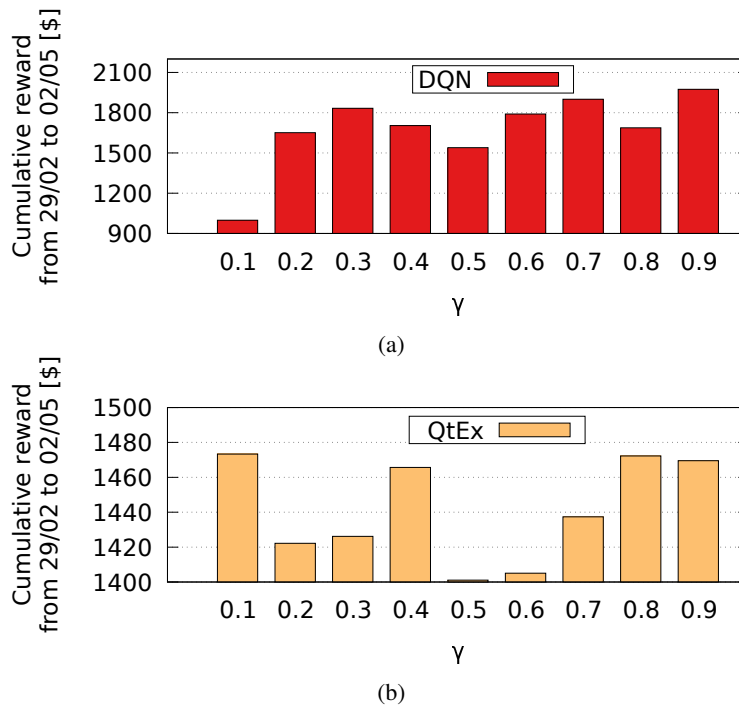 Cumulative reward
from 29/02 to 02/05 [$]
2100
1800
1500
1200
900
DQN
0.1 0.2 0.3 0.4 0.5 0.6 0.7 0.8 0.9
γ
(a)
Cumulative reward
from 29/02 to 02/05 [$]
1500
1480
1460
1440
1420
1400
QtEx
0.1 0.2 0.3 0.4 0.5 0.6 0.7 0.8 0.9
γ
(b)